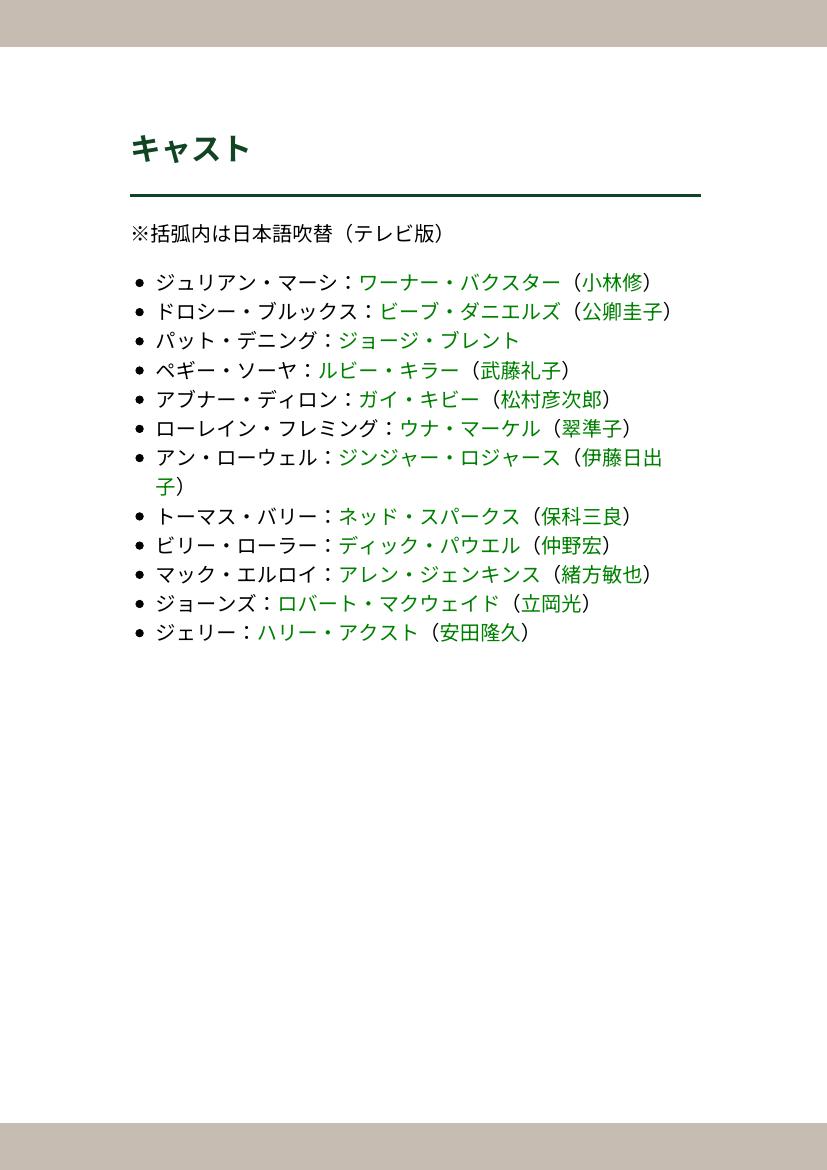 キャスト
※括弧内は日本語吹替（テレビ版）
• ジュリアン・マーシ：ワーナー・バクスター（小林修）
• ドロシー・ブルックス：ビーブ・ダニエルズ（公卿圭子）
• パット・デニング：ジョージ・ブレント
• ペギー・ソーヤ：ルビー・キラー（武藤礼子）
• アブナー・ディロン：ガイ・キビー（松村彦次郎）
• ローレイン・フレミング：ウナ・マーケル（翠準子）
• アン・ローウェル：ジンジャー・ロジャース（伊藤日出
子）
• トーマス・バリー：ネッド・スパークス（保科三良）
• ビリー・ローラー：ディック・パウエル（仲野宏）
• マック・エルロイ：アレン・ジェンキンス（緒方敏也）
• ジョーンズ：ロバート・マクウェイド（立岡光）
• ジェリー：ハリー・アクスト（安田隆久）